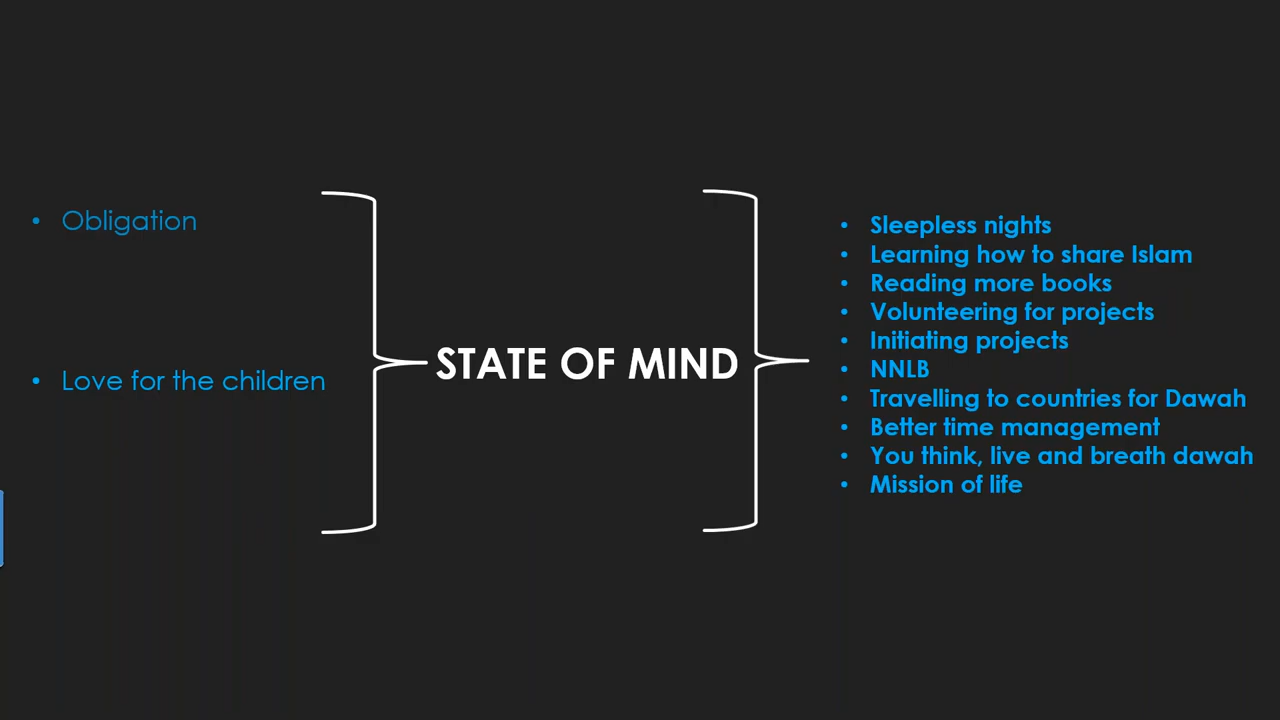 • Obligation
• Love for the children
STATE OF MIND
• Sleepless nights
• Learning how to share Islam
• Reading more books
• Volunteering for projects
• Initiating projects
• NNLB
• Travelling to countries for Dawah
• Better time management
• You think, live and breath dawah
• Mission of life